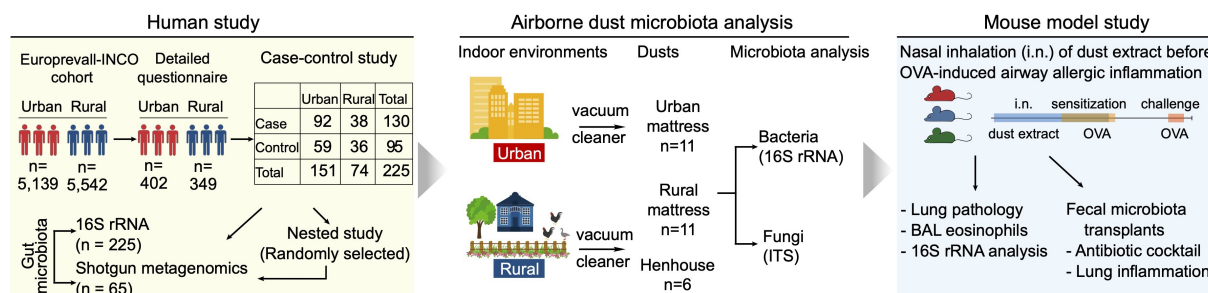 Human study
Europrevall-INCO
cohort
Detailed
questionnaire
Urban Rural
Urban Rural
n=
5,139
n=
5,542
n=
402
n=
349
Case-control study
Urban Rural Total
Case 92 38 130
Control 59 36 95
Total 151 74 225
Gut
microbiota
16S rRNA
(n = 225)
Shotgun metagenomics
(n = 65)
Nested study
(Randomly selected)
Airborne dust microbiota analysis
Indoor environments
Dusts
Microbiota analysis
Urban
vacuum
cleaner
Urban
mattress
n=11
Rural
vacuum
cleaner
Rural
mattress
n=11
Henhouse
n=6
Bacteria
(16S rRNA)
Fungi
(ITS)
Mouse model study
Nasal inhalation (i.n.) of dust extract before
OVA-induced airway allergic inflammation
i.n. sensitization challenge
dust extract OVA OVA
- Lung pathology
- BAL eosinophils
- 16S rRNA analysis
Fecal microbiota
transplants
- Antibiotic cocktail
- Lung inflammation